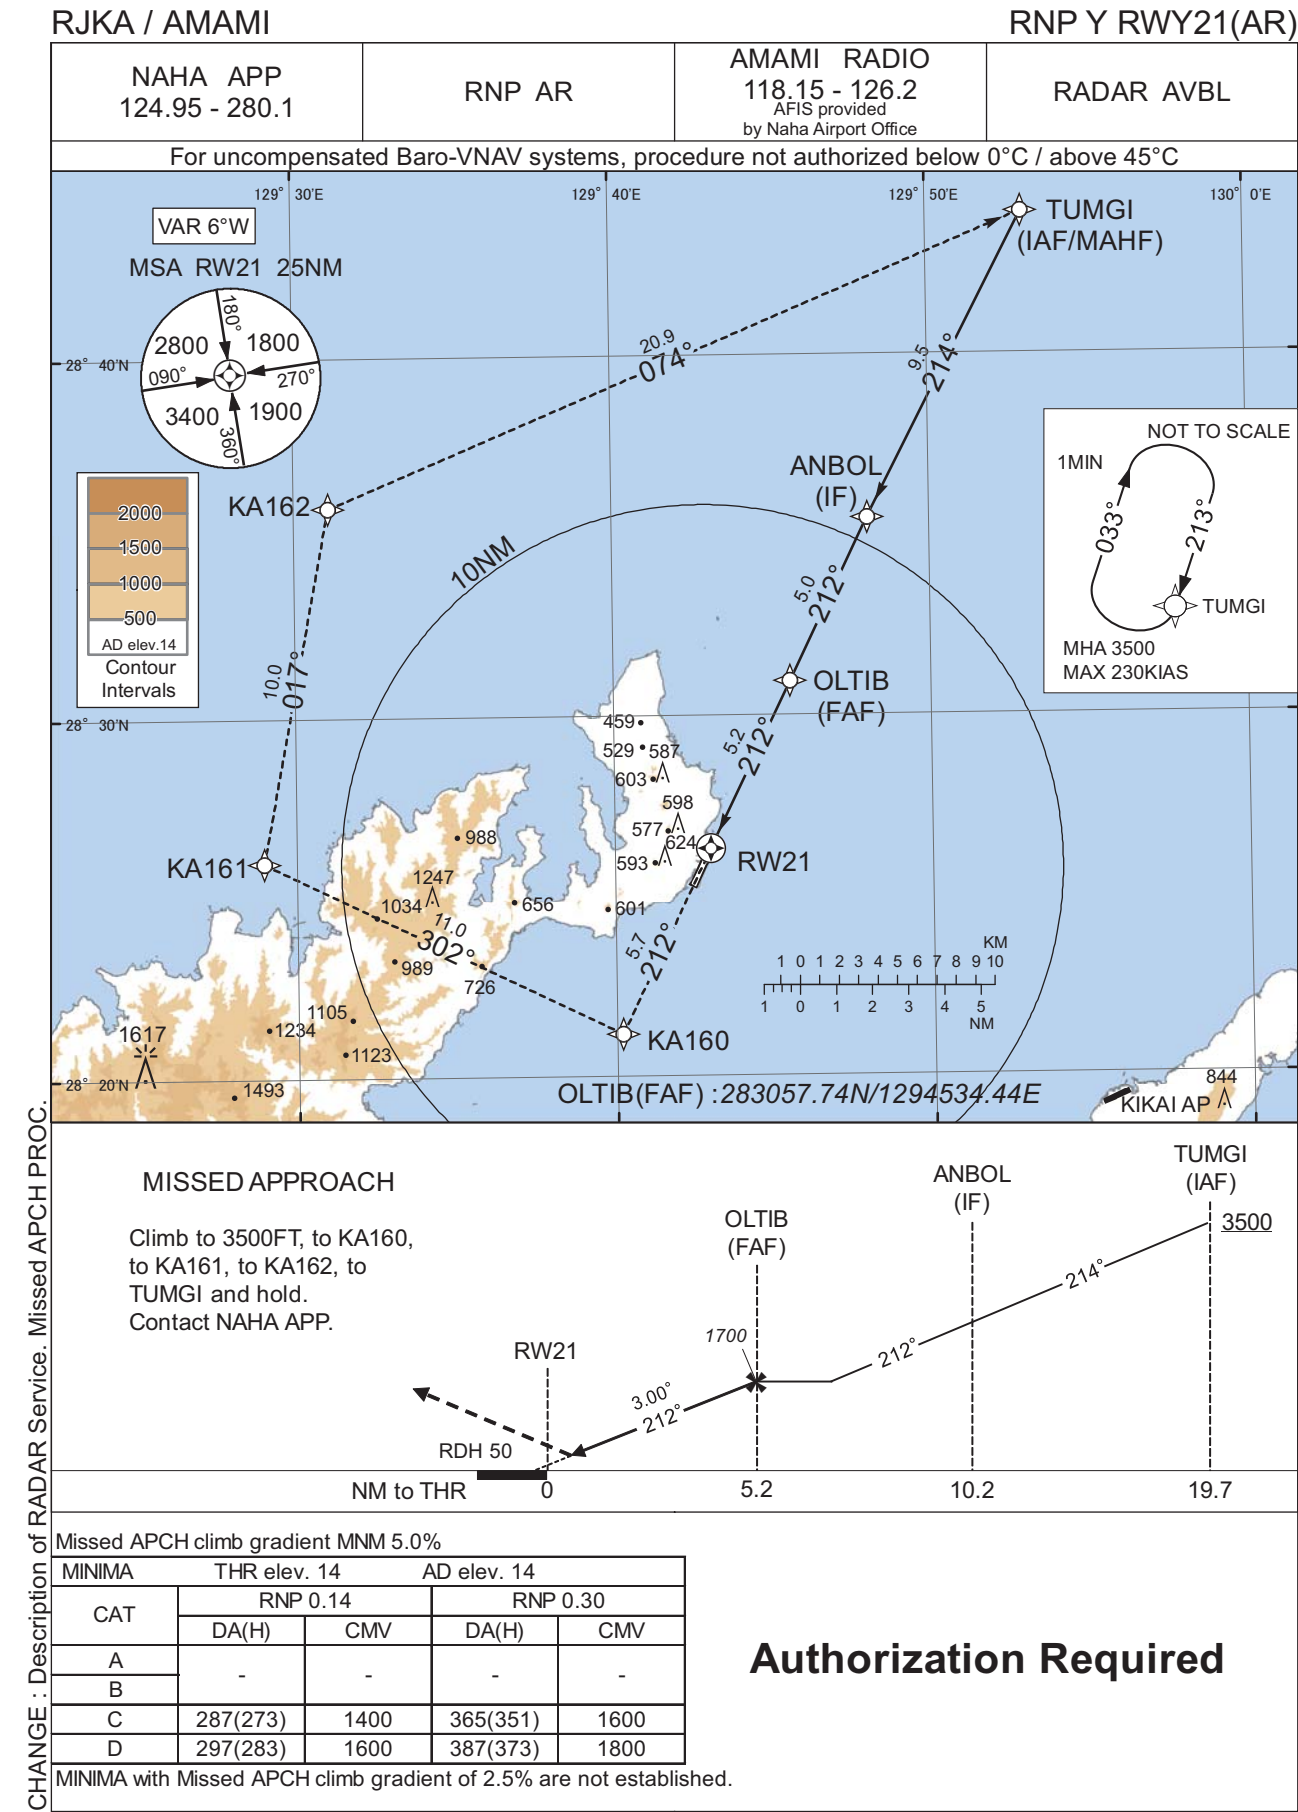 RJKA / AMAMI
RNP Y RWY21(AR)
NAHA APP
124.95 - 280.1
RNP AR
AMAMI RADIO
118.15 - 126.2
AFIS provided
by Naha Airport Office
RADAR AVBL
For uncompensated Baro-VNAV systems, procedure not authorized below 0°C / above 45°C
129° 30'E
129° 40'E
129° 50'E
130° 0'E
VAR 6°W
MSA RW21 25NM
180°
2800
1800
090°
270°
3400
1900
360°
TUMGI
(IAF/MAHF)
20.9
074°
9.5
214°
28° 40'N
NOT TO SCALE
1MIN
033°
213°
TUMGI
MHA 3500
MAX 230KIAS
ANBOL
(IF)
KA162
10NM
2000
1500
1000
500
AD elev.14
Contour
Intervals
5.0
212°
10.0
017°
OLTIB
(FAF)
28° 30'N
459
529
587
603
5.2
212°
598
577
624
593
988
RW21
KA161
1247
1034
656
601
11.0
302°
989
726
5.7
212°
KM
1 0 1 2 3 4 5 6 7 8 9 10
1 0 1 2 3 4 5
NM
1105
1234
1123
1617
1493
KA160
28° 20'N
OLTIB(FAF) :283057.74N/1294534.44E
844
KIKAI AP
MISSED APPROACH
Climb to 3500FT, to KA160,
to KA161, to KA162, to
TUMGI and hold.
Contact NAHA APP.
TUMGI
(IAF)
ANBOL
(IF)
OLTIB
(FAF)
3500
214°
1700
212°
RW21
3.00°
212°
RDH 50
NM to THR
0
5.2
10.2
19.7
Missed APCH climb gradient MNM 5.0%
MINIMA THR elev. 14 AD elev. 14
CAT
RNP 0.14
RNP 0.30
DA(H) CMV DA(H) CMV
A
B
- - - -
C 287(273) 1400 365(351) 1600
D 297(283) 1600 387(373) 1800
MINIMA with Missed APCH climb gradient of 2.5% are not established.
Authorization Required
CHANGE : Description of RADAR Service. Missed APCH PROC.